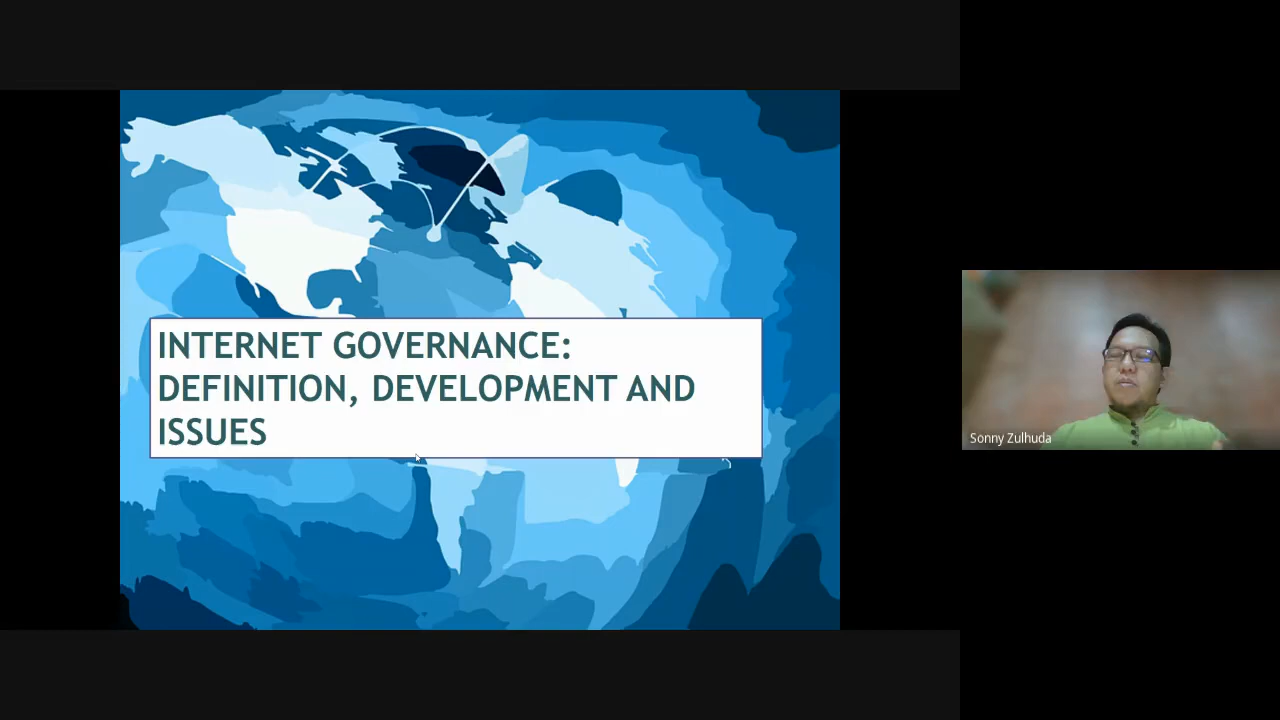 INTERNET GOVERNANCE:
DEFINITION, DEVELOPMENT AND
ISSUES
Sonny Zulhuda